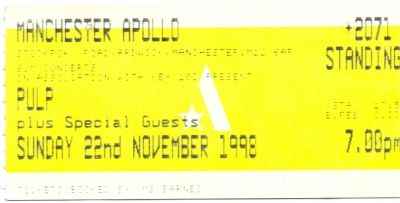 MANCHESTER APOLLO +2071
STOCKPORT ROAD,ARDWICK,MANCHESTER,M12 6AP STANDING
CONCERTS
IN ASSOCIATION WITH KEY 103 PRESENT
PULP
plus Special Guests
SUNDAY 22nd NOVEMBER 1998 7.00pm
TICKETS BOOKED BY MS BARNES